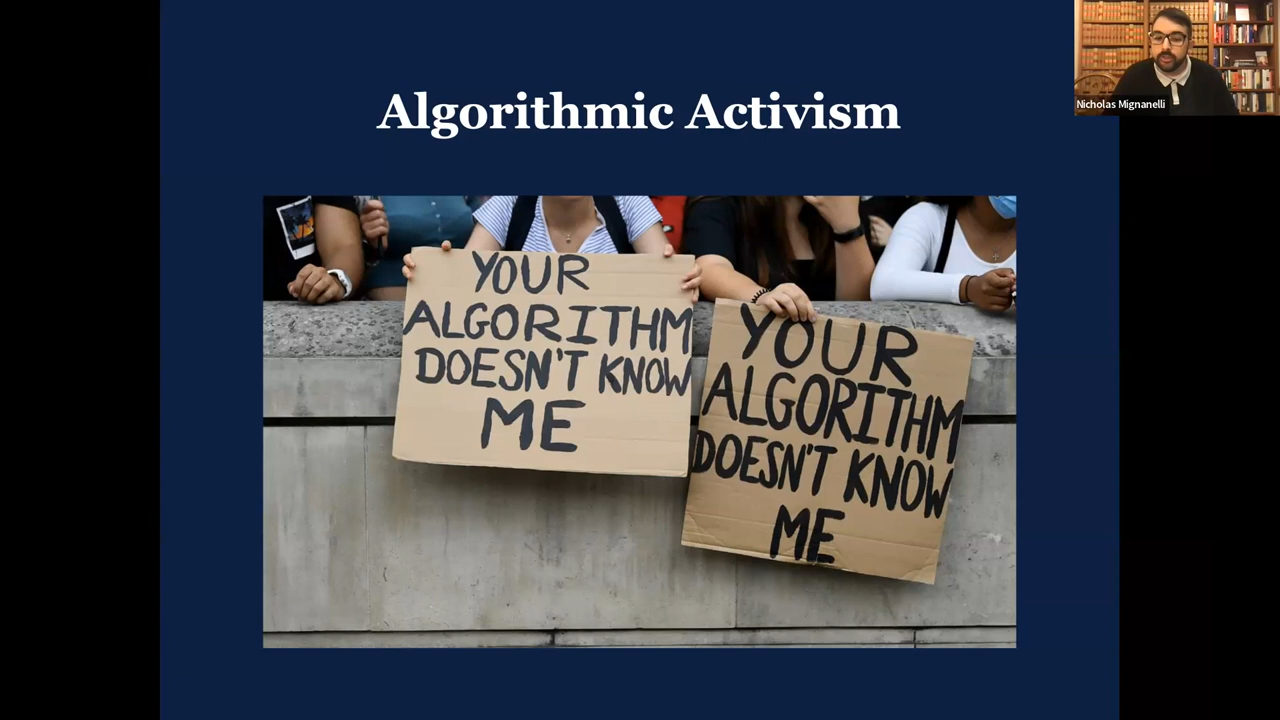 Algorithmic Activism
Nicholas Mignanelli
YOUR
ALGORITHM
DOESN'T KNOW
ME
YOUR
ALGORITHM
DOESN'T KNOW
ME